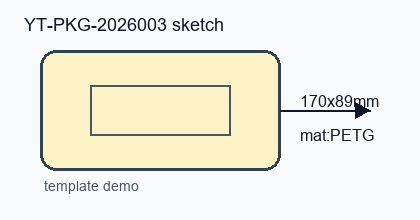 YT-PKG-2026003 sketch
170x89mm
mat:PETG
template demo